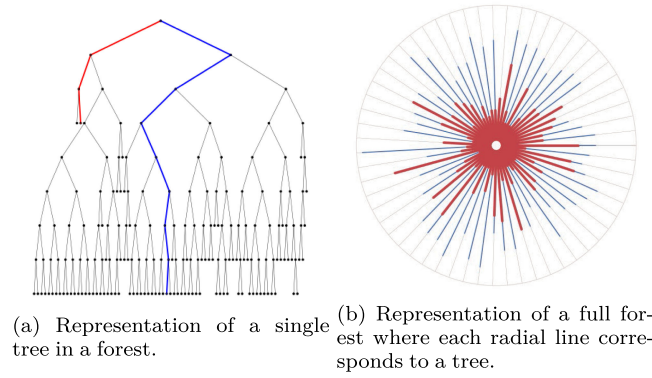 (a) Representation of a single
tree in a forest.
(b) Representation of a full for-
est where each radial line corre-
sponds to a tree.